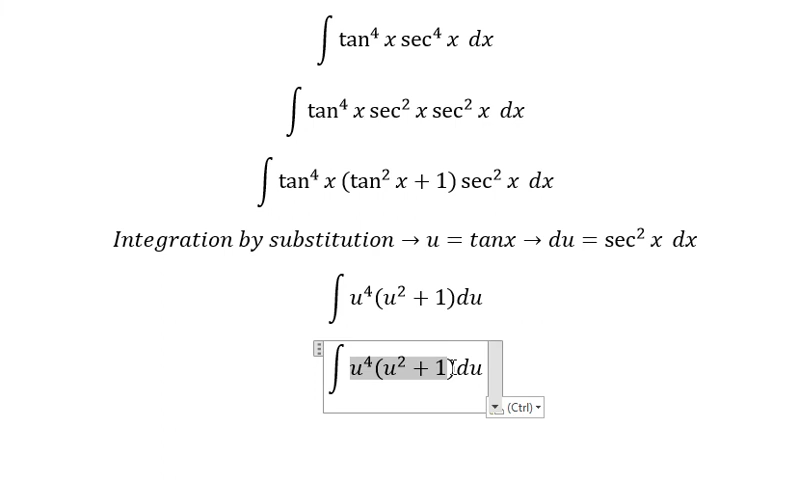 ∫ tan⁴ x sec⁴ x dx
∫ tan⁴ x sec² x sec² x dx
∫ tan⁴ x (tan² x + 1) sec² x dx
Integration by substitution → u = tanx → du = sec² x dx
∫ u⁴(u² + 1)du
∫ u⁴(u² + 1)du
(Ctrl)